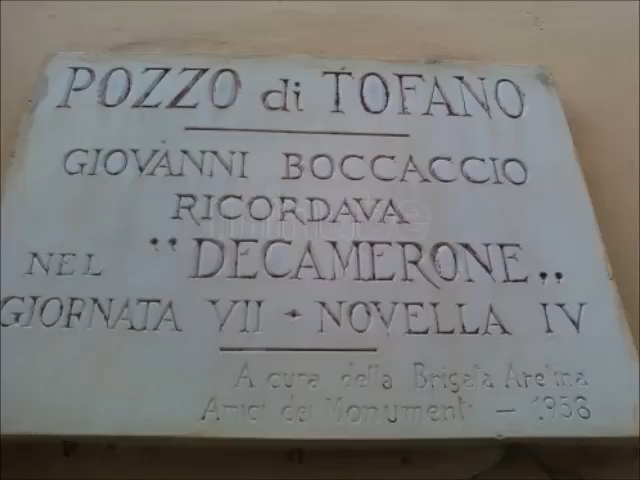 POZZO di TOFANO
GIOVANNI BOCCACCIO
RICORDAVA
NEL "DECAMERONE"
GIORNATA VII - NOVELLA IV
A cura della Brigata Aretina
Amici dei Monumenti - 1958